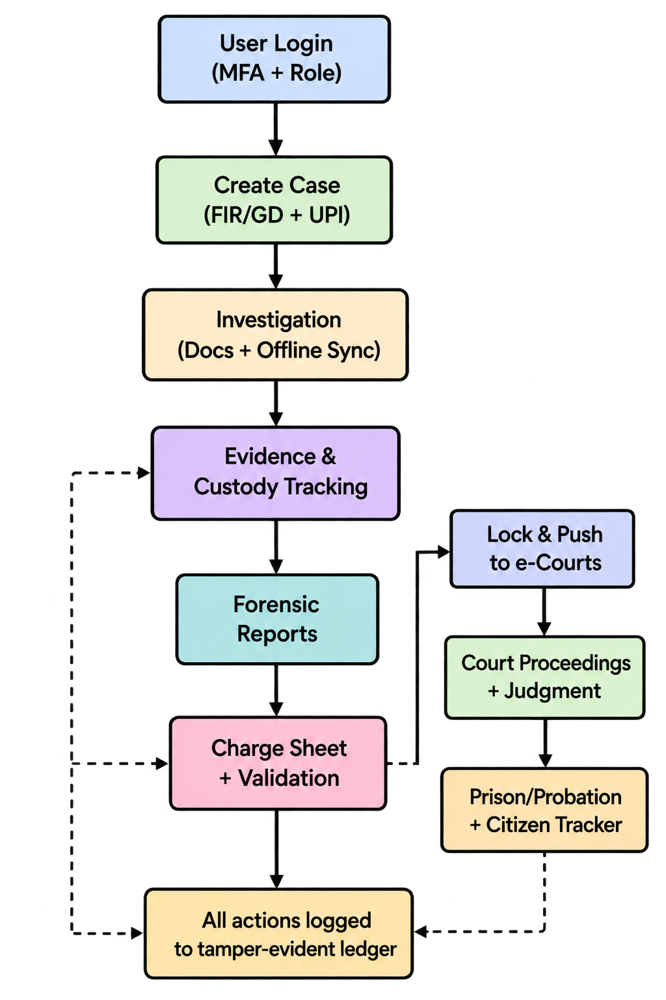 User Login
(MFA + Role)
Create Case
(FIR/GD + UPI)
Investigation
(Docs + Offline Sync)
Evidence &
Custody Tracking
Forensic
Reports
Charge Sheet
+ Validation
Lock & Push
to e-Courts
Court Proceedings
+ Judgment
Prison/Probation
+ Citizen Tracker
All actions logged
to tamper-evident ledger